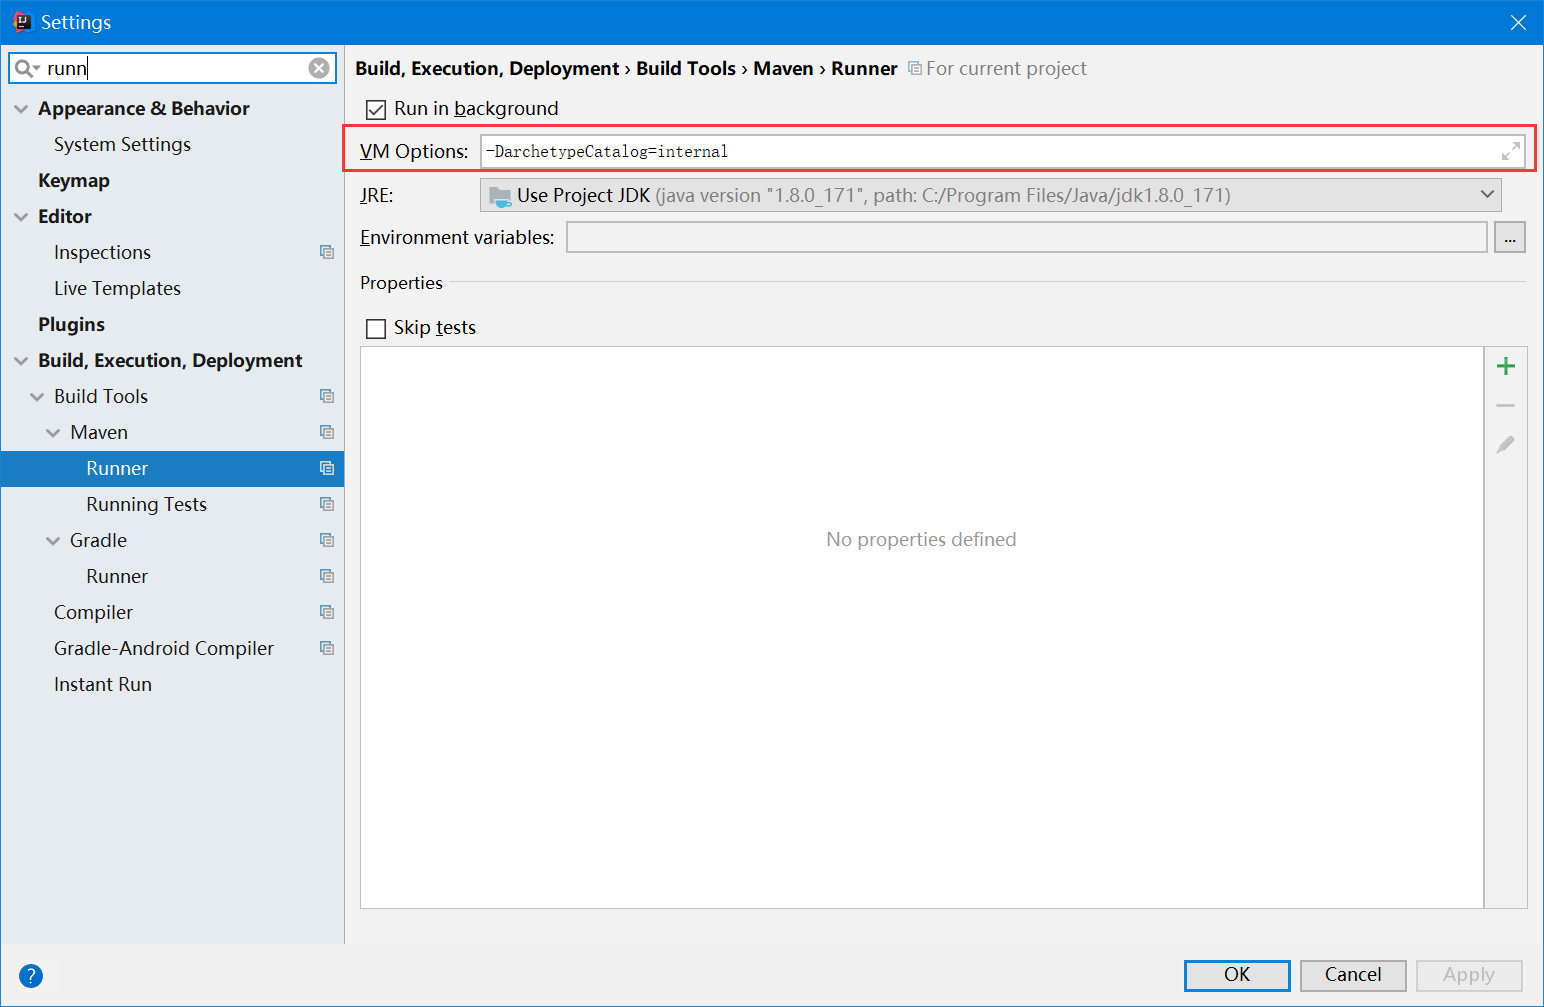 Settings
runn
Appearance & Behavior
System Settings
Keymap
Editor
Inspections
Live Templates
Plugins
Build, Execution, Deployment
Build Tools
Maven
Runner
Running Tests
Gradle
Runner
Compiler
Gradle-Android Compiler
Instant Run
Build, Execution, Deployment › Build Tools › Maven › Runner For current project
Run in background
VM Options: -DarchetypeCatalog=internal
JRE: Use Project JDK (java version "1.8.0_171", path: C:/Program Files/Java/jdk1.8.0_171)
Environment variables: ...
Properties
Skip tests
No properties defined
? OK Cancel Apply